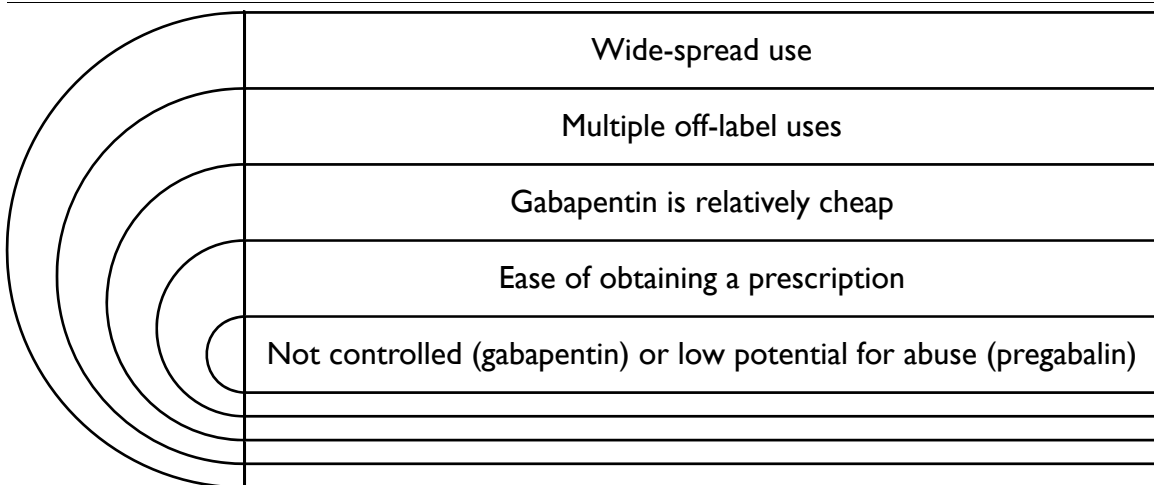 Wide-spread use
Multiple off-label uses
Gabapentin is relatively cheap
Ease of obtaining a prescription
Not controlled (gabapentin) or low potential for abuse (pregabalin)